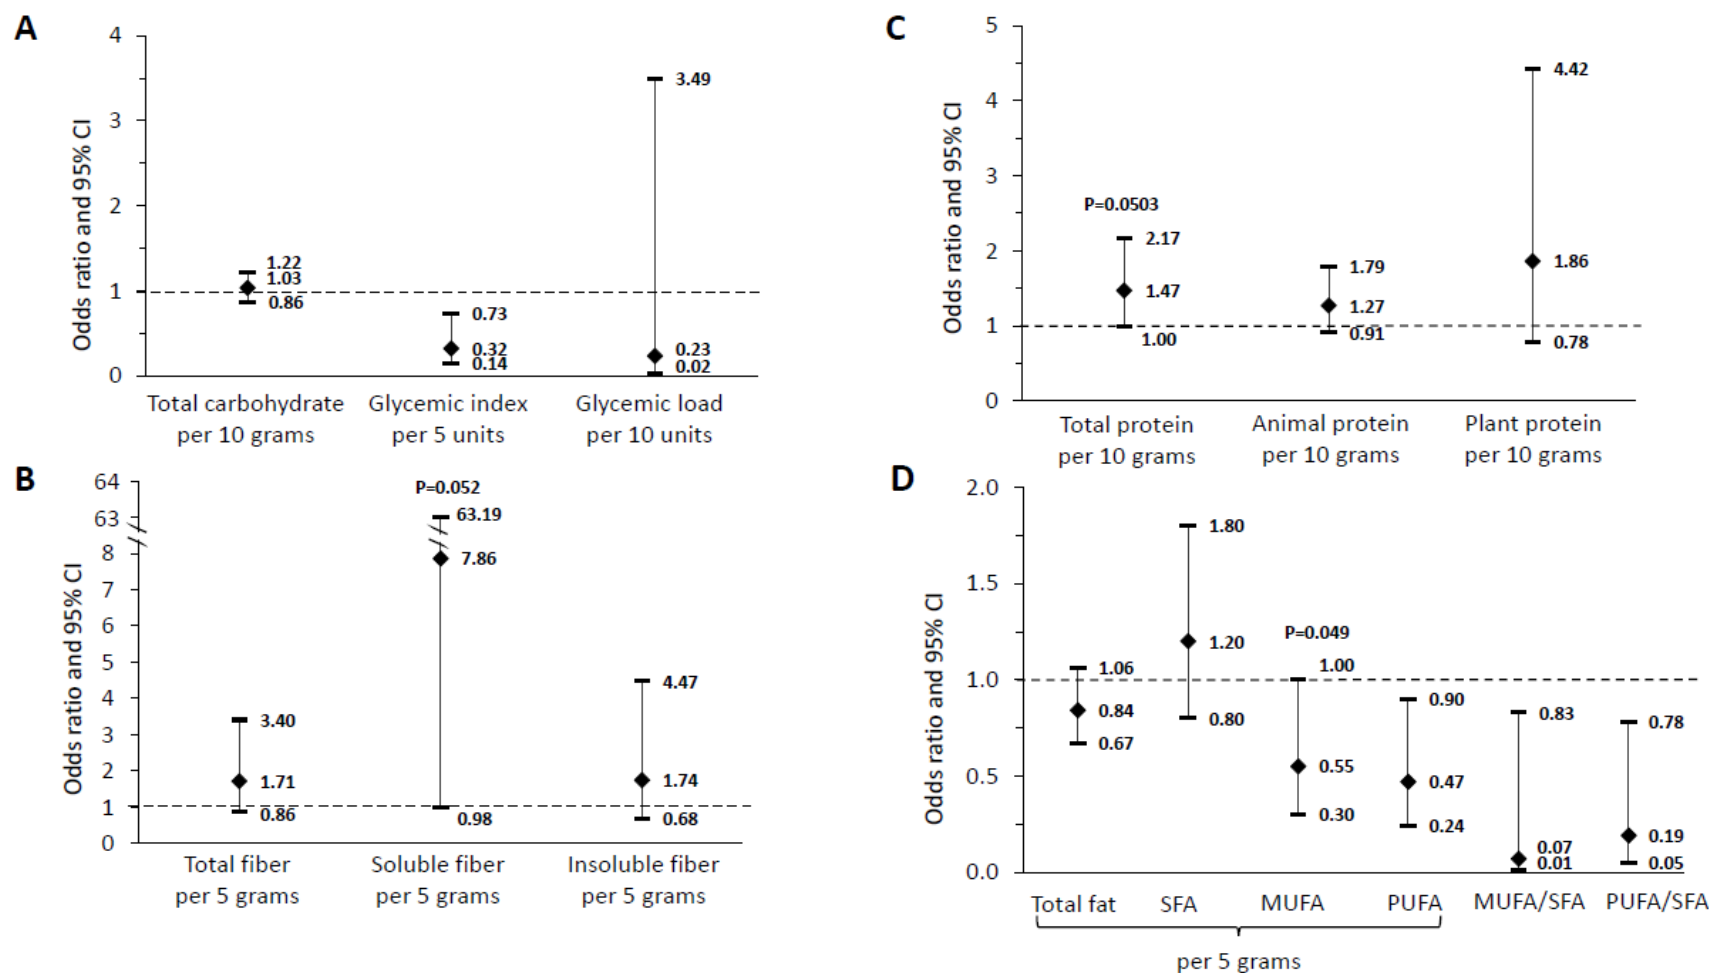 A
Odds ratio and 95% CI
4
3
2
1
0
1.22
1.03
0.86
0.73
0.32
0.14
3.49
0.23
0.02
Total carbohydrate
per 10 grams
Glycemic index
per 5 units
Glycemic load
per 10 units
B
Odds ratio and 95% CI
64
63
8
7
6
5
4
3
2
1
0
3.40
1.71
0.86
P=0.052
63.19
7.86
0.98
4.47
1.74
0.68
Total fiber
per 5 grams
Soluble fiber
per 5 grams
Insoluble fiber
per 5 grams
C
Odds ratio and 95% CI
5
4
3
2
1
0
P=0.0503
2.17
1.47
1.00
1.79
1.27
0.91
4.42
1.86
0.78
Total protein
per 10 grams
Animal protein
per 10 grams
Plant protein
per 10 grams
D
Odds ratio and 95% CI
2.0
1.5
1.0
0.5
0.0
1.06
0.84
0.67
1.80
1.20
0.80
P=0.049
1.00
0.55
0.30
0.90
0.47
0.24
0.83
0.07
0.01
0.78
0.19
0.05
Total fat
SFA
MUFA
PUFA
MUFA/SFA
PUFA/SFA
per 5 grams